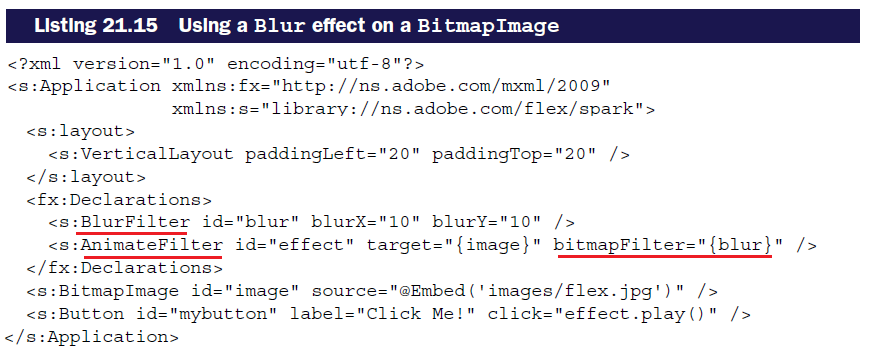 Listing 21.15 Using a Blur effect on a BitmapImage
<?xml version="1.0" encoding="utf-8"?>
<s:Application xmlns:fx="http://ns.adobe.com/mxml/2009"
xmlns:s="library://ns.adobe.com/flex/spark">
<s:layout>
<s:VerticalLayout paddingLeft="20" paddingTop="20" />
</s:layout>
<fx:Declarations>
<s:BlurFilter id="blur" blurX="10" blurY="10" />
<s:AnimateFilter id="effect" target="{image}" bitmapFilter="{blur}" />
</fx:Declarations>
<s:BitmapImage id="image" source="@Embed('images/flex.jpg')" />
<s:Button id="mybutton" label="Click Me!" click="effect.play()" />
</s:Application>